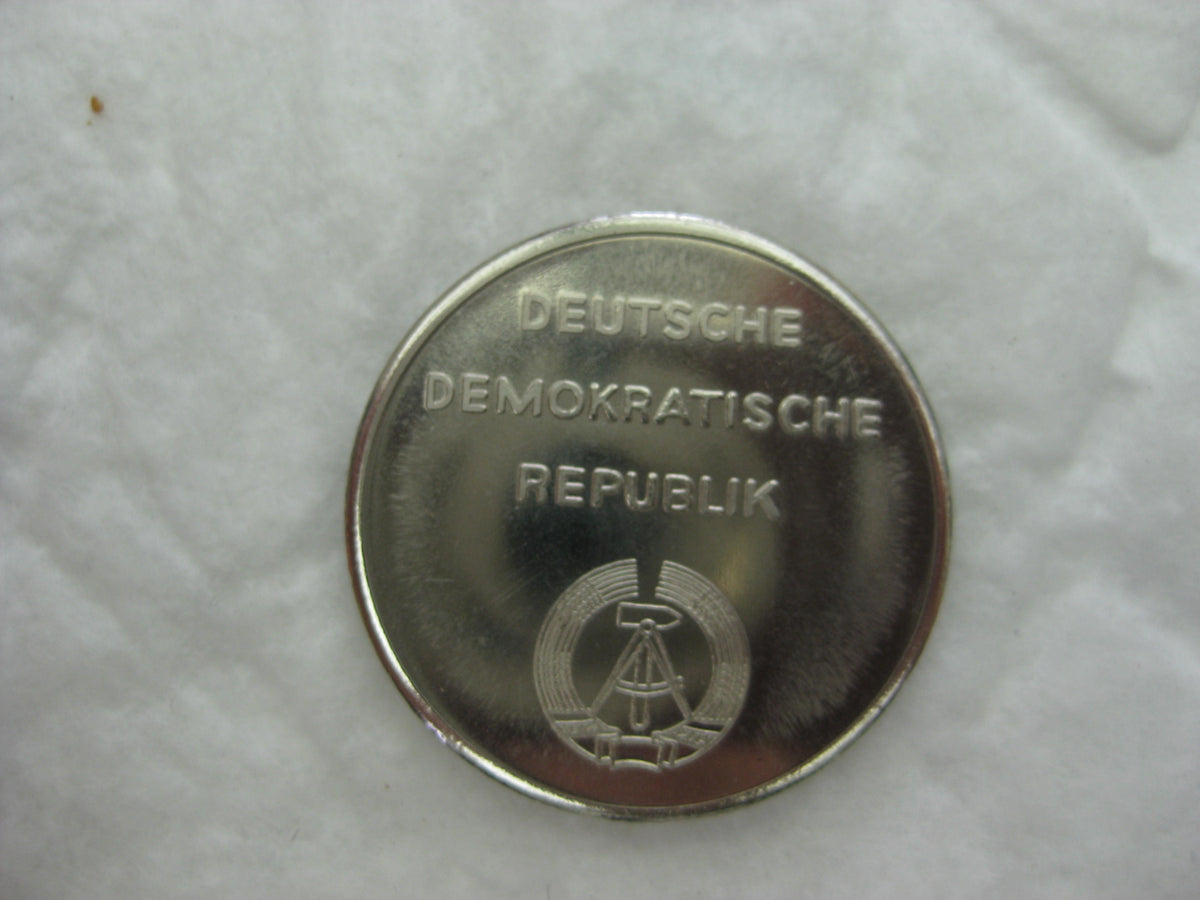 DEUTSCHE
DEMOKRATISCHE
REPUBLIK